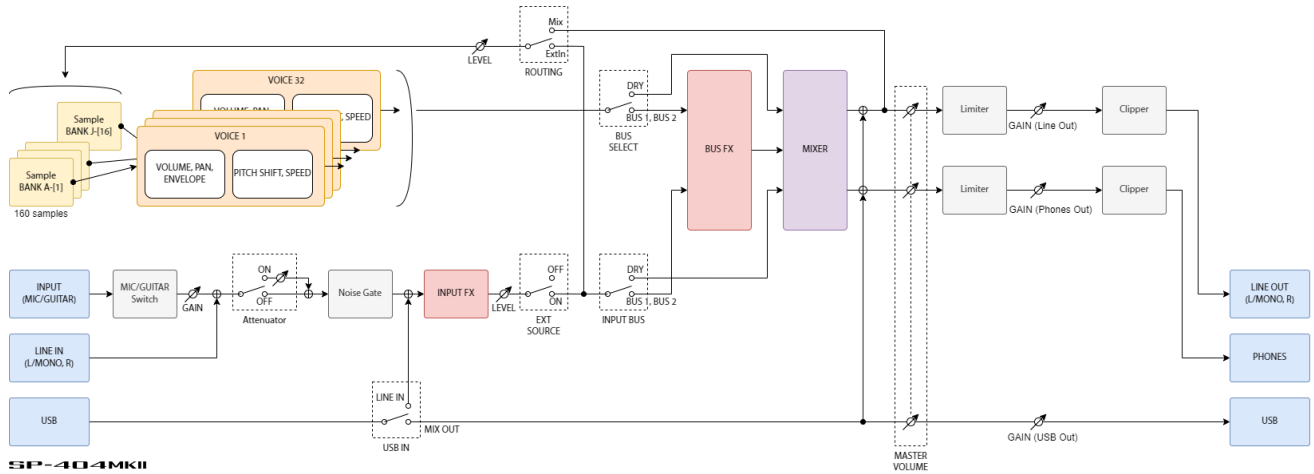 Mix
LEVEL
ExtIn
ROUTING
VOICE 32
VOLUME, PAN,
SPEED
Sample
BANK J-[16]
VOICE 1
VOLUME, PAN,
ENVELOPE
PITCH SHIFT, SPEED
Sample
BANK A-[1]
160 samples
DRY
BUS 1, BUS 2
BUS
SELECT
BUS FX
MIXER
Limiter
GAIN (Line Out)
Clipper
Limiter
GAIN (Phones Out)
Clipper
INPUT
(MIC/GUITAR)
MIC/GUITAR
Switch
GAIN
ON
OFF
Attenuator
Noise Gate
INPUT FX
LEVEL
OFF
ON
EXT
SOURCE
DRY
BUS 1, BUS 2
INPUT BUS
LINE OUT
(L/MONO, R)
LINE IN
(L/MONO, R)
PHONES
USB
LINE IN
MIX OUT
USB IN
GAIN (USB Out)
USB
MASTER
VOLUME
SP-404MKII